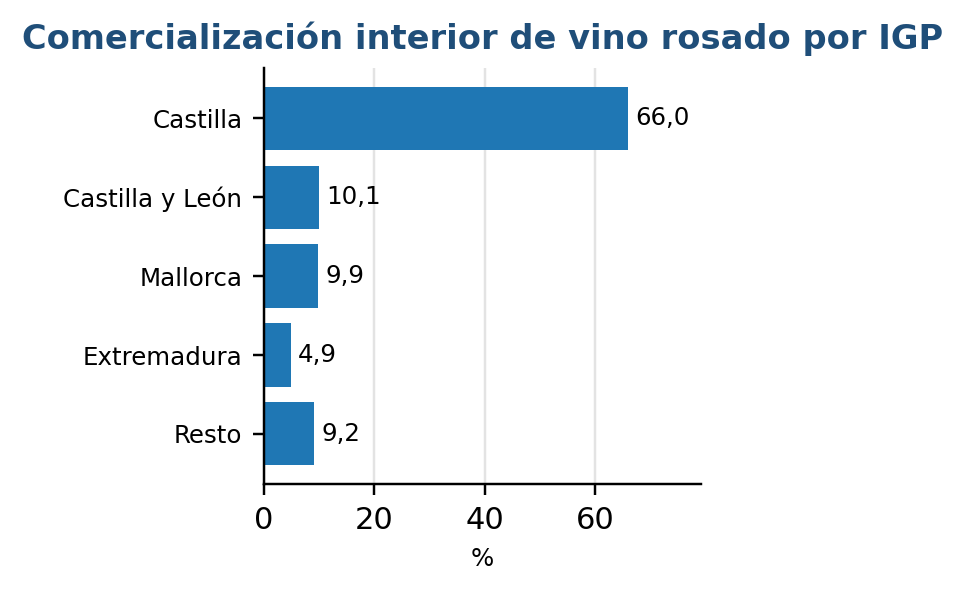 Comercialización interior de vino rosado por IGP
Castilla 66,0
Castilla y León 10,1
Mallorca 9,9
Extremadura 4,9
Resto 9,2
0 20 40 60
%